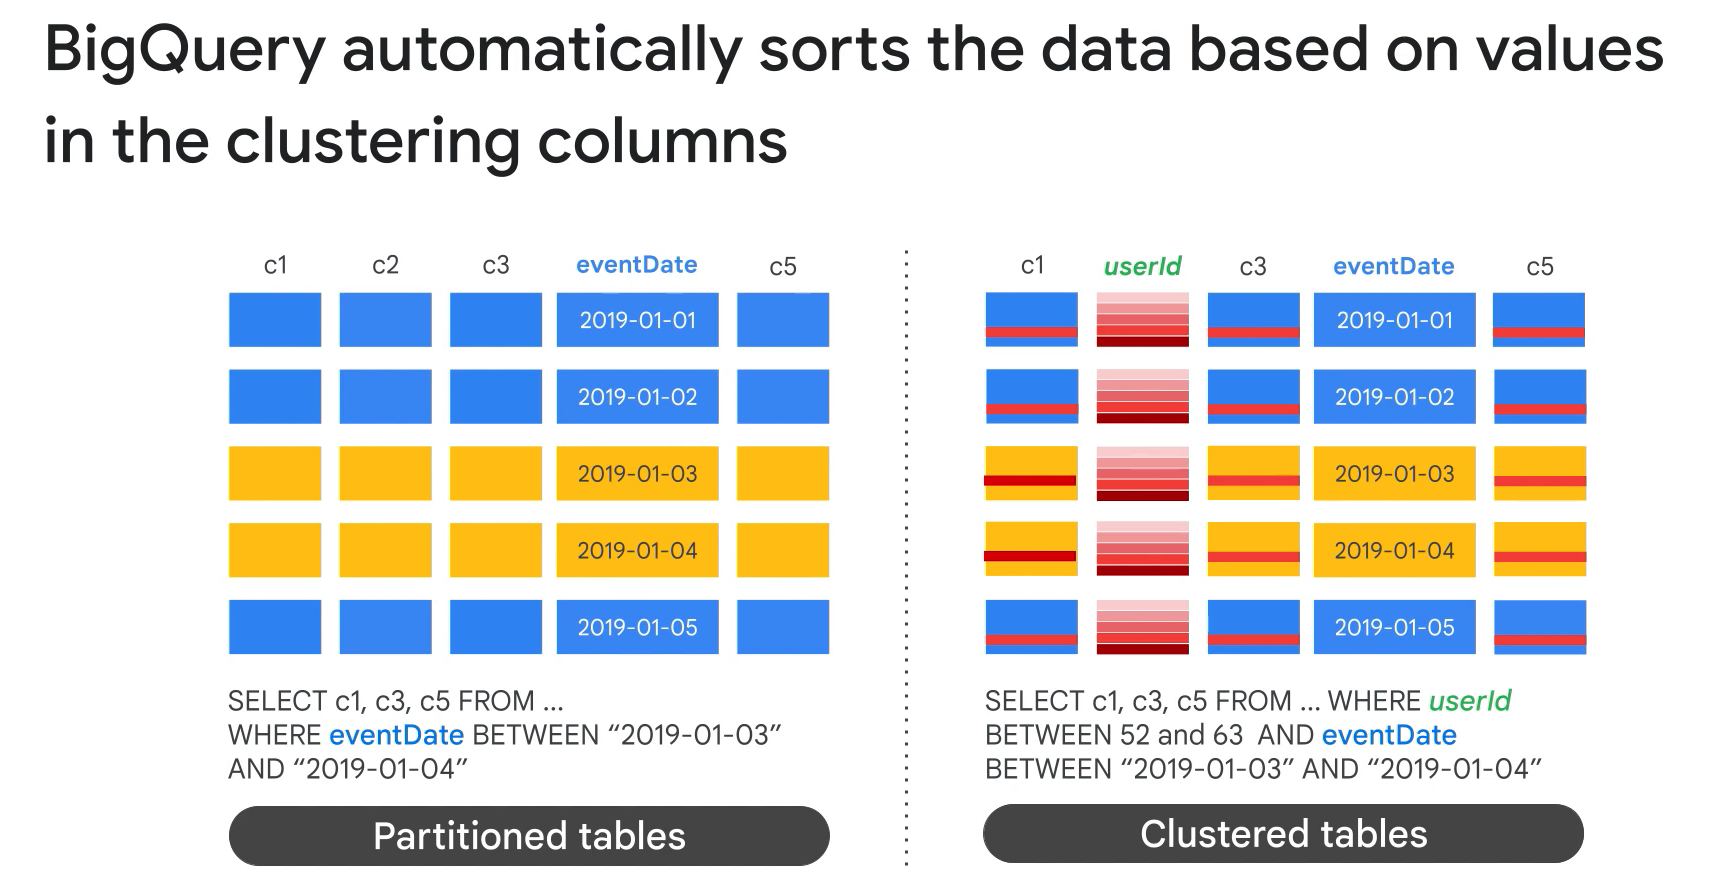 BigQuery automatically sorts the data based on values
in the clustering columns
c1 c2 c3 eventDate c5
2019-01-01
2019-01-02
2019-01-03
2019-01-04
2019-01-05
SELECT c1, c3, c5 FROM ...
WHERE eventDate BETWEEN “2019-01-03”
AND “2019-01-04”
Partitioned tables
c1 userId c3 eventDate c5
2019-01-01
2019-01-02
2019-01-03
2019-01-04
2019-01-05
SELECT c1, c3, c5 FROM ... WHERE userId
BETWEEN 52 and 63 AND eventDate
BETWEEN “2019-01-03” AND “2019-01-04”
Clustered tables